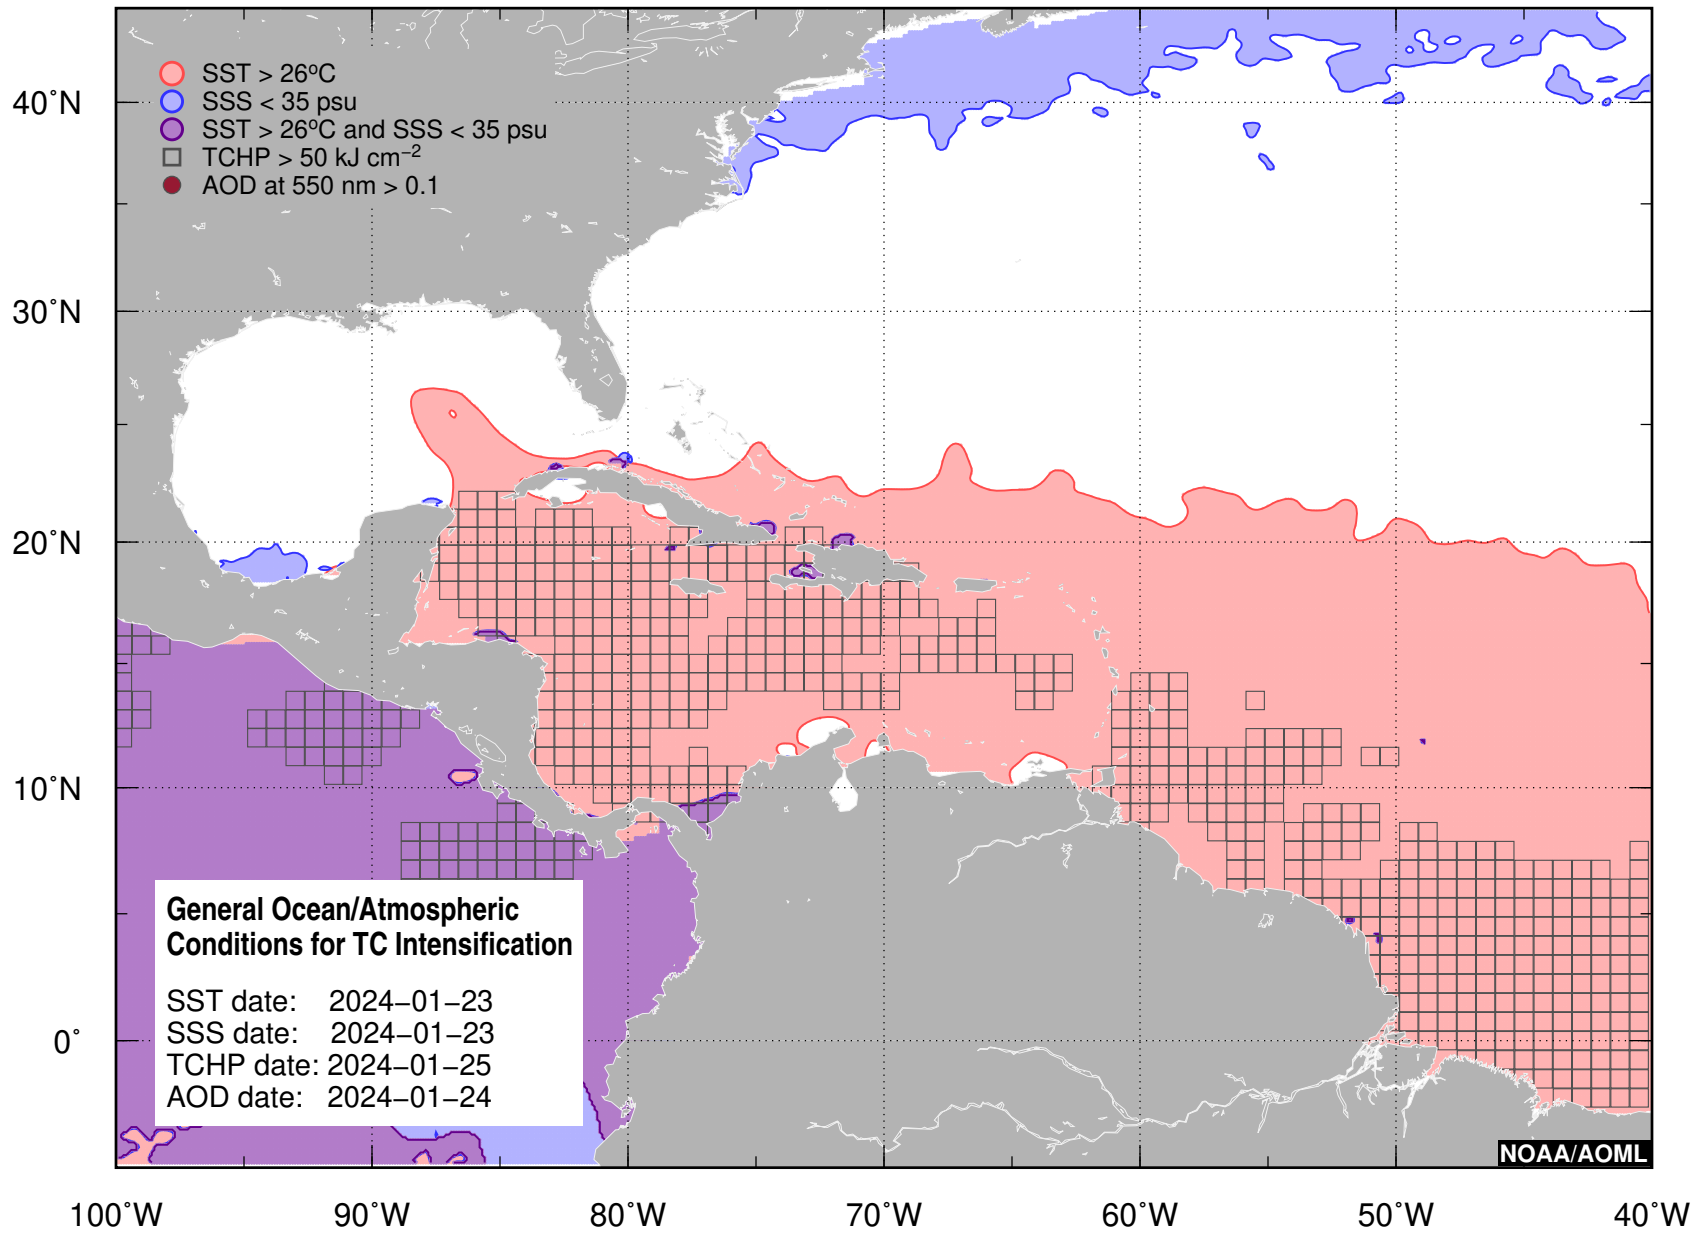 SST > 26ºC
SSS < 35 psu
SST > 26ºC and SSS < 35 psu
TCHP > 50 kJ cm⁻²
AOD at 550 nm > 0.1
40˚N
30˚N
20˚N
10˚N
0˚
General Ocean/Atmospheric
Conditions for TC Intensification
SST date: 2024−01−23
SSS date: 2024−01−23
TCHP date: 2024−01−25
AOD date: 2024−01−24
NOAA/AOML
100˚W 90˚W 80˚W 70˚W 60˚W 50˚W 40˚W